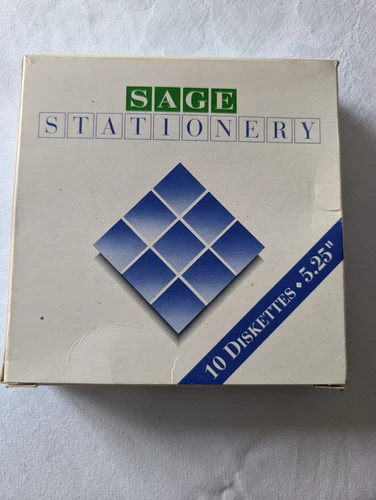 SAGE
STATIONERY
10 DISKETTES • 5.25"